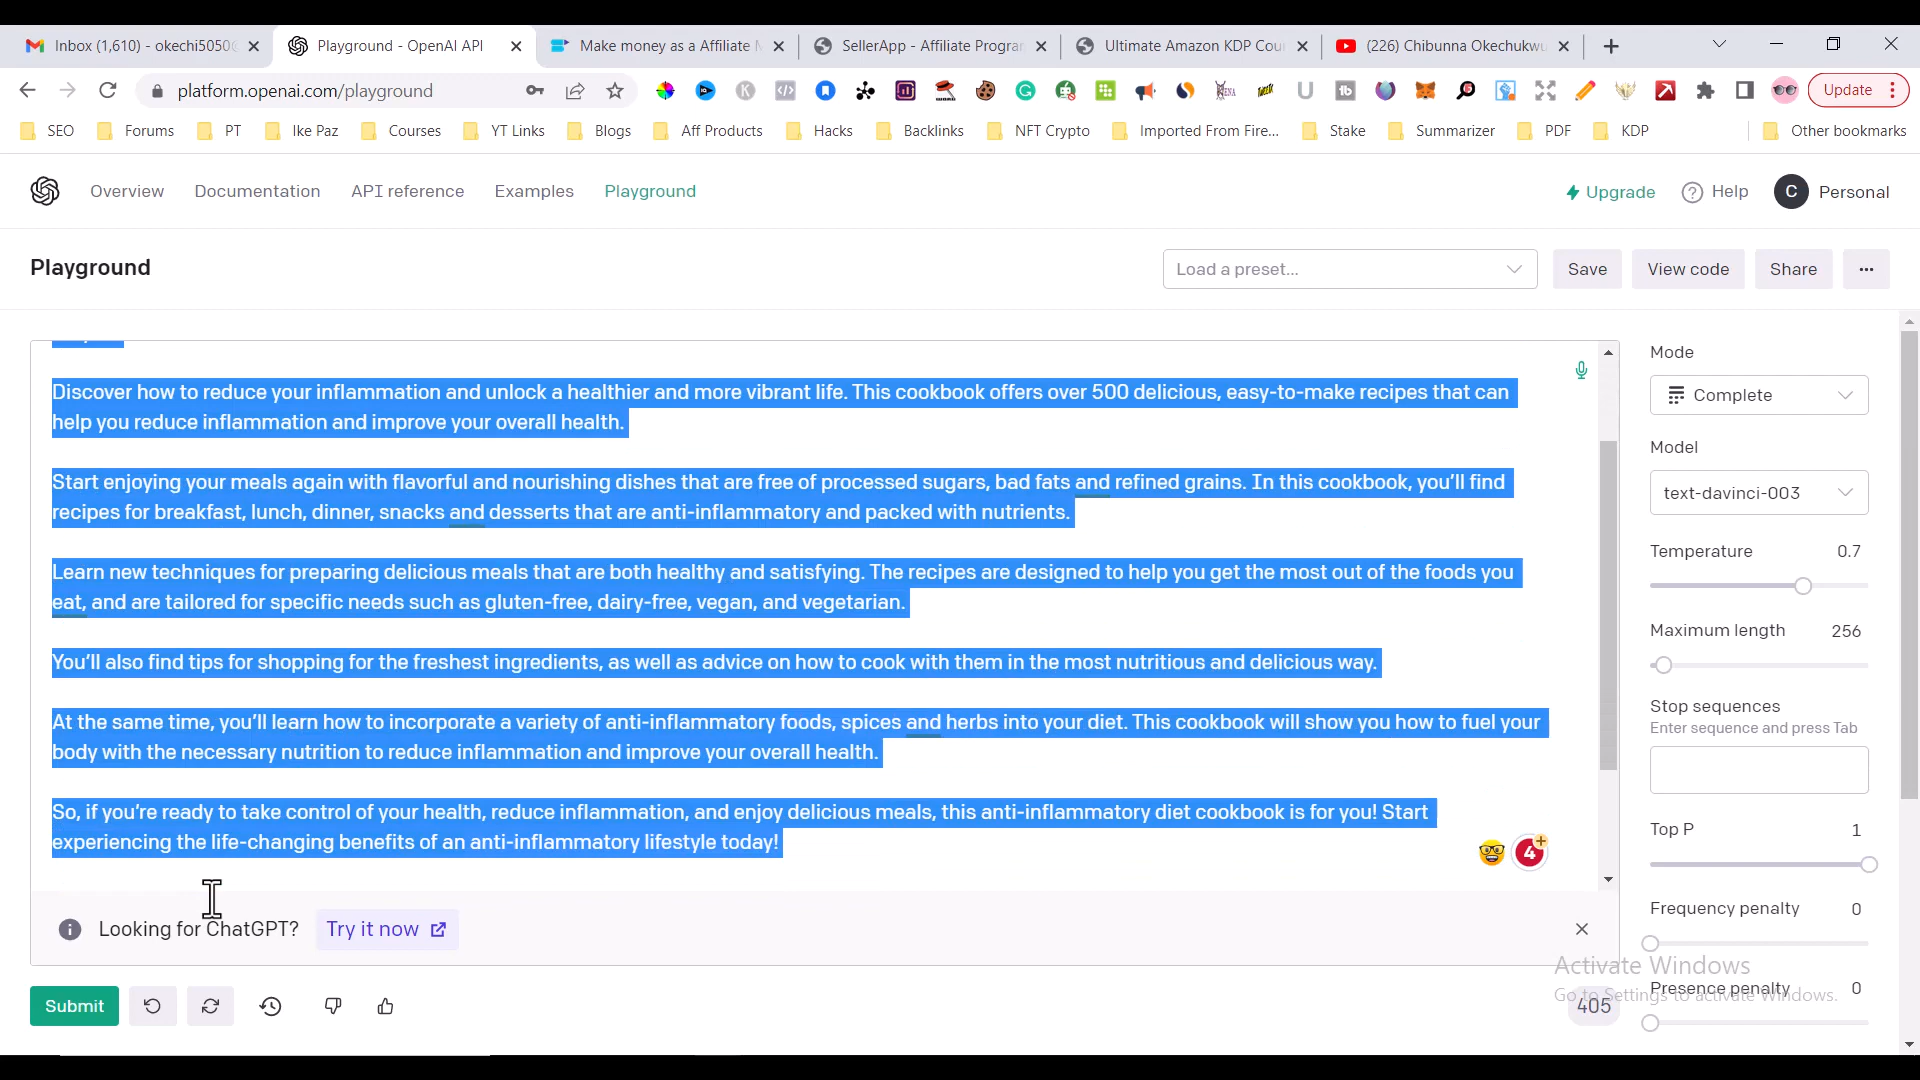 Inbox (1,610) - okechi5050
Playground - OpenAI API
Make money as a Affiliate
SellerApp - Affiliate Progra
Ultimate Amazon KDP Cou
(226) Chibunna Okechukwu
platform.openai.com/playground
Update
SEO
Forums
PT
Ike Paz
Courses
YT Links
Blogs
Aff Products
Hacks
Backlinks
NFT Crypto
Imported From Fire...
Stake
Summarizer
PDF
KDP
Other bookmarks
Overview
Documentation
API reference
Examples
Playground
Upgrade
Help
C
Personal
Playground
Load a preset...
Save
View code
Share
Discover how to reduce your inflammation and unlock a healthier and more vibrant life. This cookbook offers over 500 delicious, easy-to-make recipes that can
help you reduce inflammation and improve your overall health.
Start enjoying your meals again with flavorful and nourishing dishes that are free of processed sugars, bad fats and refined grains. In this cookbook, you'll find
recipes for breakfast, lunch, dinner, snacks and desserts that are anti-inflammatory and packed with nutrients.
Learn new techniques for preparing delicious meals that are both healthy and satisfying. The recipes are designed to help you get the most out of the foods you
eat, and are tailored for specific needs such as gluten-free, dairy-free, vegan, and vegetarian.
You'll also find tips for shopping for the freshest ingredients, as well as advice on how to cook with them in the most nutritious and delicious way.
At the same time, you'll learn how to incorporate a variety of anti-inflammatory foods, spices and herbs into your diet. This cookbook will show you how to fuel your
body with the necessary nutrition to reduce inflammation and improve your overall health.
So, if you're ready to take control of your health, reduce inflammation, and enjoy delicious meals, this anti-inflammatory diet cookbook is for you! Start
experiencing the life-changing benefits of an anti-inflammatory lifestyle today!
4
Looking for ChatGPT?
Try it now
Submit
405
Mode
Complete
Model
text-davinci-003
Temperature 0.7
Maximum length 256
Stop sequences
Enter sequence and press Tab
Top P 1
Frequency penalty 0
Presence penalty 0
Activate Windows
Go to Settings to activate Windows.